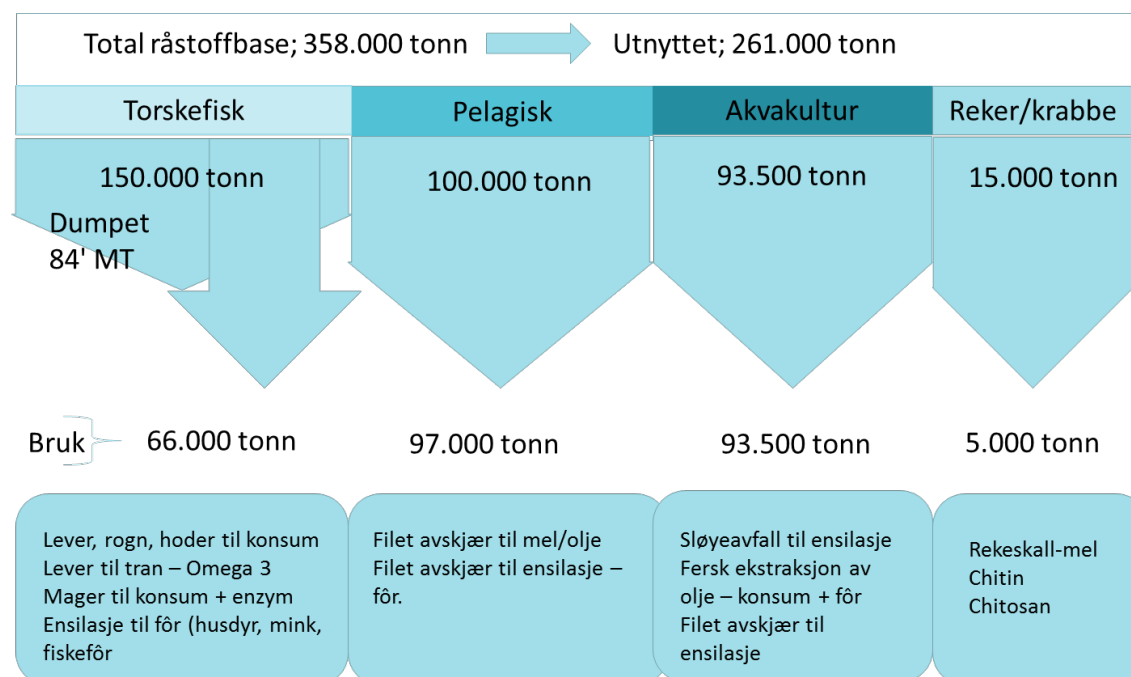 Total råstoffbase; 358.000 tonn
Utnyttet; 261.000 tonn
Torskefisk
Pelagisk
Akvakultur
Reker/krabbe
150.000 tonn
100.000 tonn
93.500 tonn
15.000 tonn
Dumpet
84' MT
Bruk
66.000 tonn
97.000 tonn
93.500 tonn
5.000 tonn
Lever, rogn, hoder til konsum
Lever til tran – Omega 3
Mager til konsum + enzym
Ensilasje til fôr (husdyr, mink,
fiskefôr
Filet avskjær til mel/olje
Filet avskjær til ensilasje –
fôr.
Sløyeavfall til ensilasje
Fersk ekstraksjon av
olje – konsum + fôr
Filet avskjær til
ensilasje
Rekeskall-mel
Chitin
Chitosan